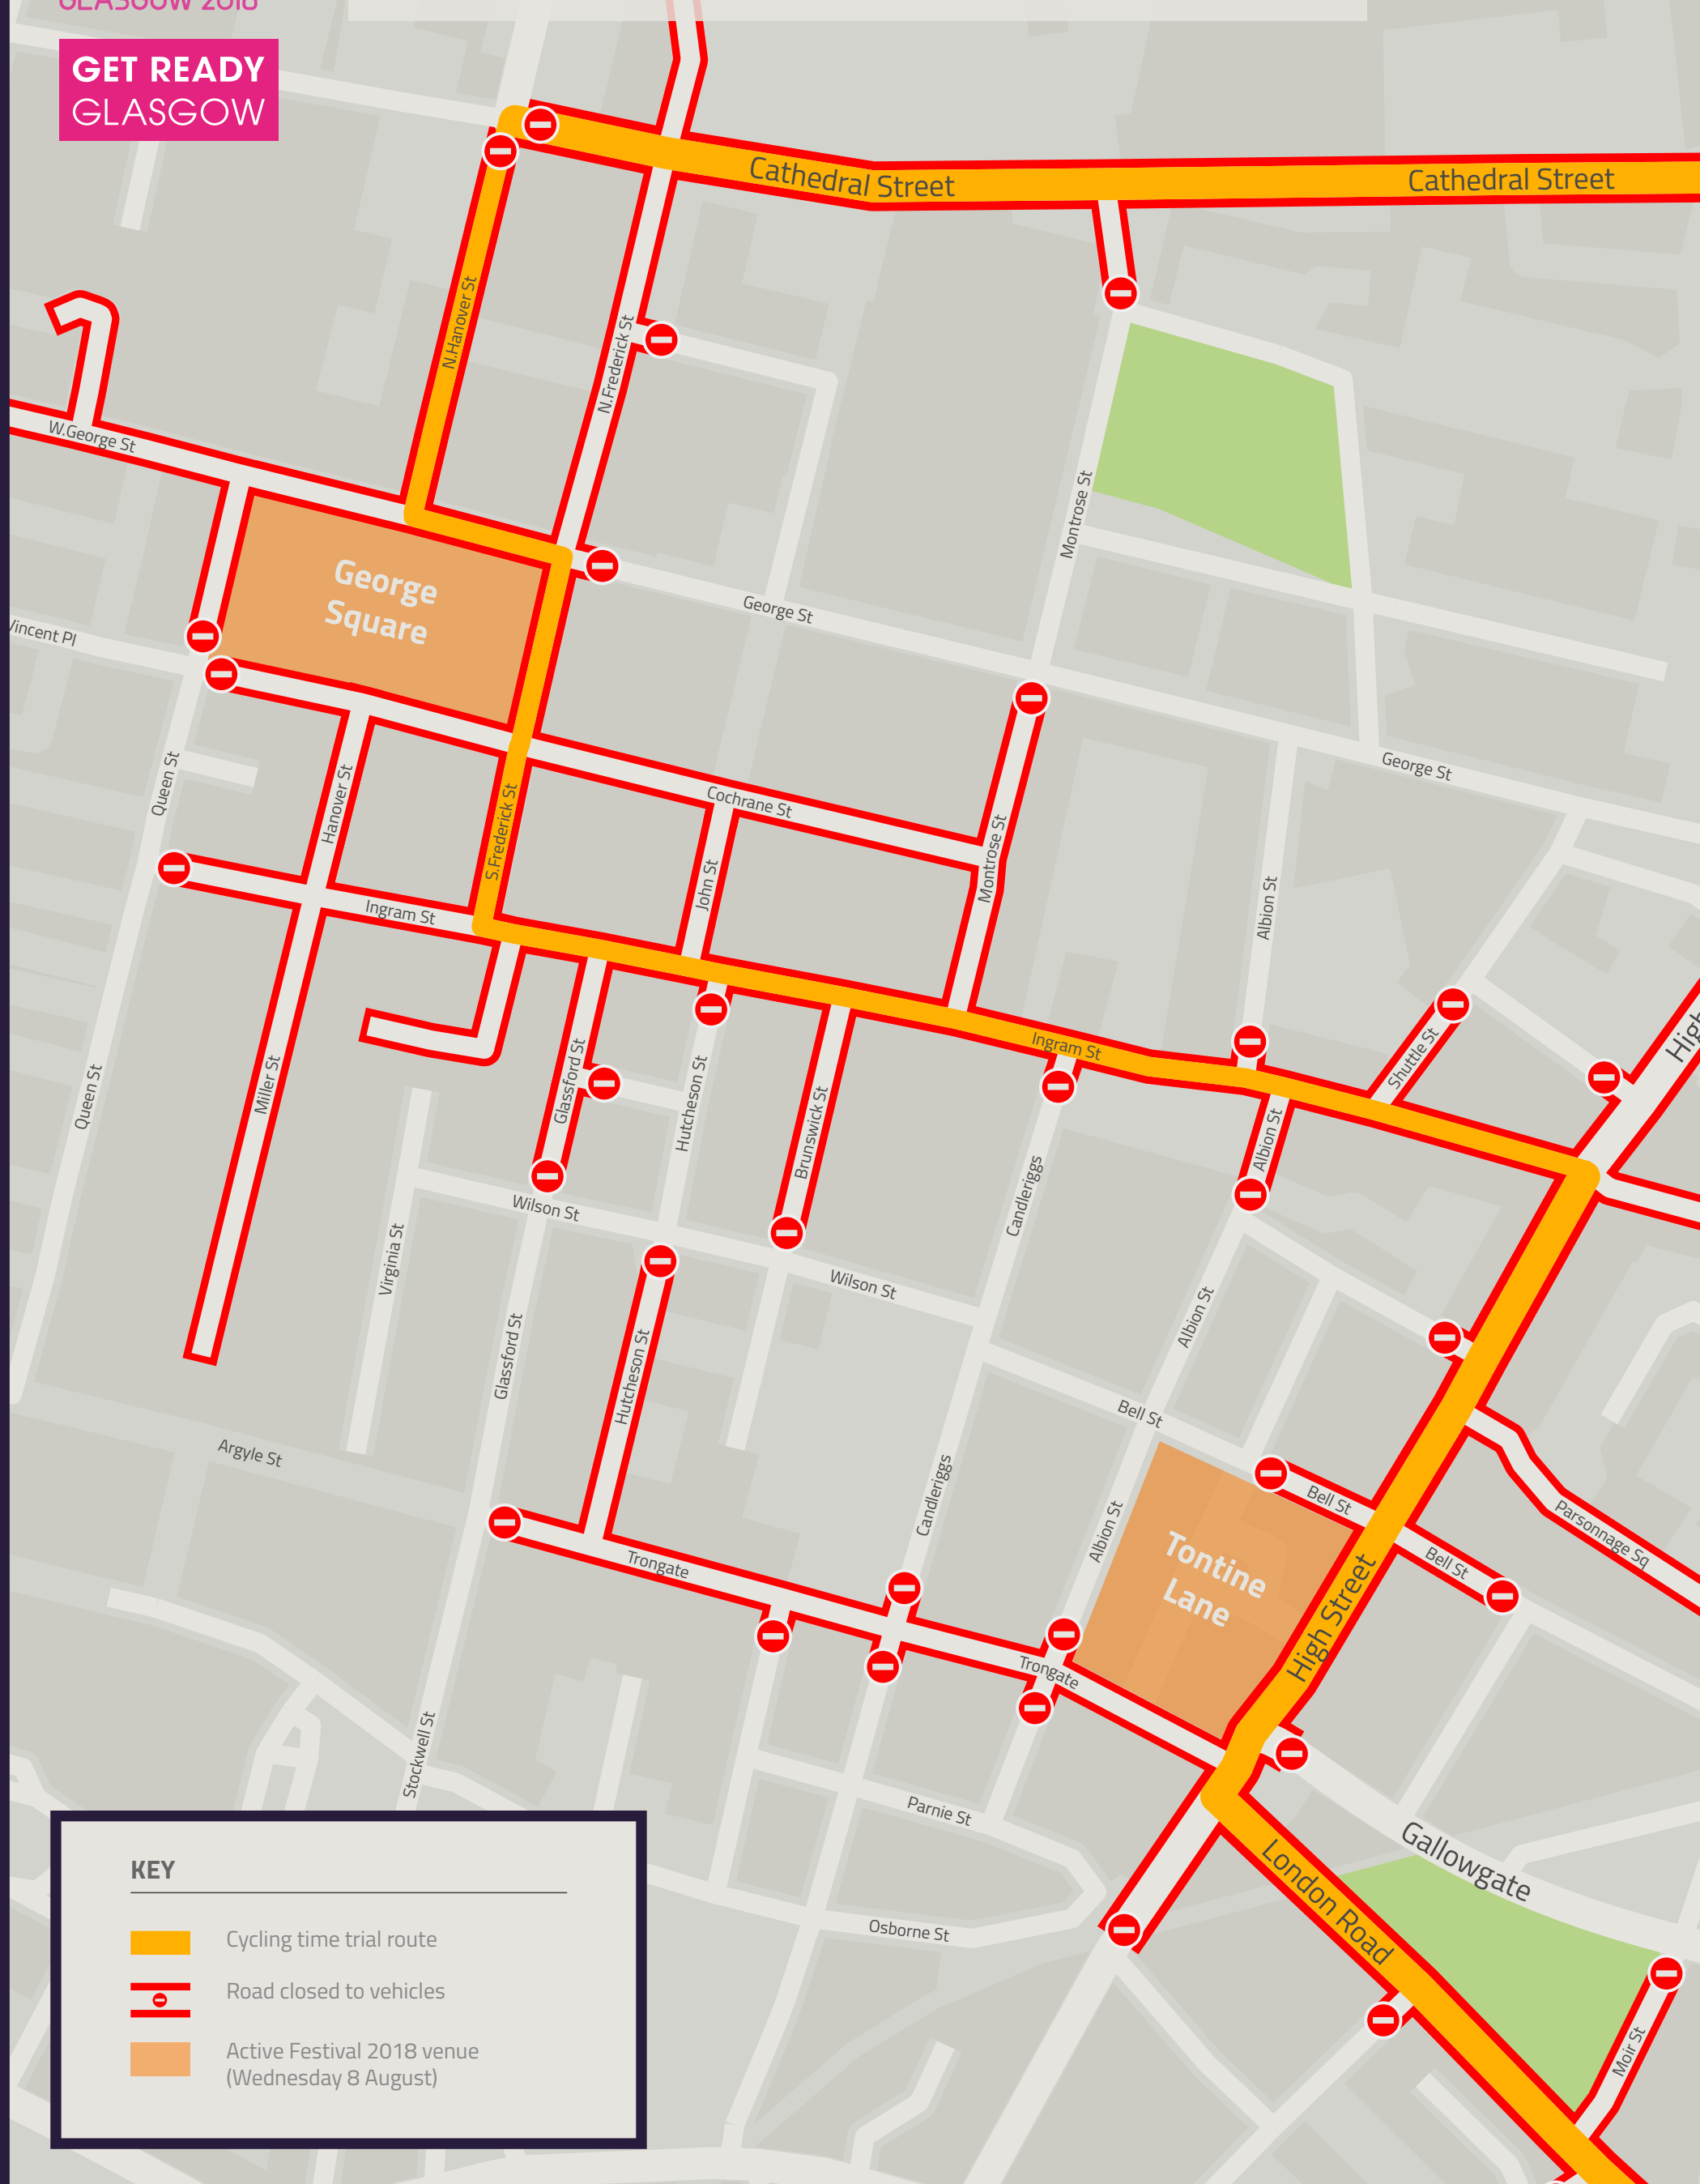 GLASGOW 2018
GET READY
GLASGOW
Cathedral Street
Cathedral Street
N.Hanover St
N.Frederick St
W.George St
George
Square
Vincent Pl
George St
Montrose St
George St
Queen St
Hanover St
S.Frederick St
Cochrane St
John St
Montrose St
Albion St
Ingram St
Ingram St
Shuttle St
High
Queen St
Miller St
Glassford St
Hutcheson St
Brunswick St
Candleriggs
Albion St
Wilson St
Virginia St
Wilson St
Albion St
Glassford St
Hutcheson St
Argyle St
Bell St
Candleriggs
Albion St
Bell St
Bell St
Parsonnage Sq
Tontine
Lane
Trongate
Trongate
High Street
Stockwell St
Parnie St
Gallowgate
London Road
Osborne St
Moir St
KEY
Cycling time trial route
Road closed to vehicles
Active Festival 2018 venue
(Wednesday 8 August)